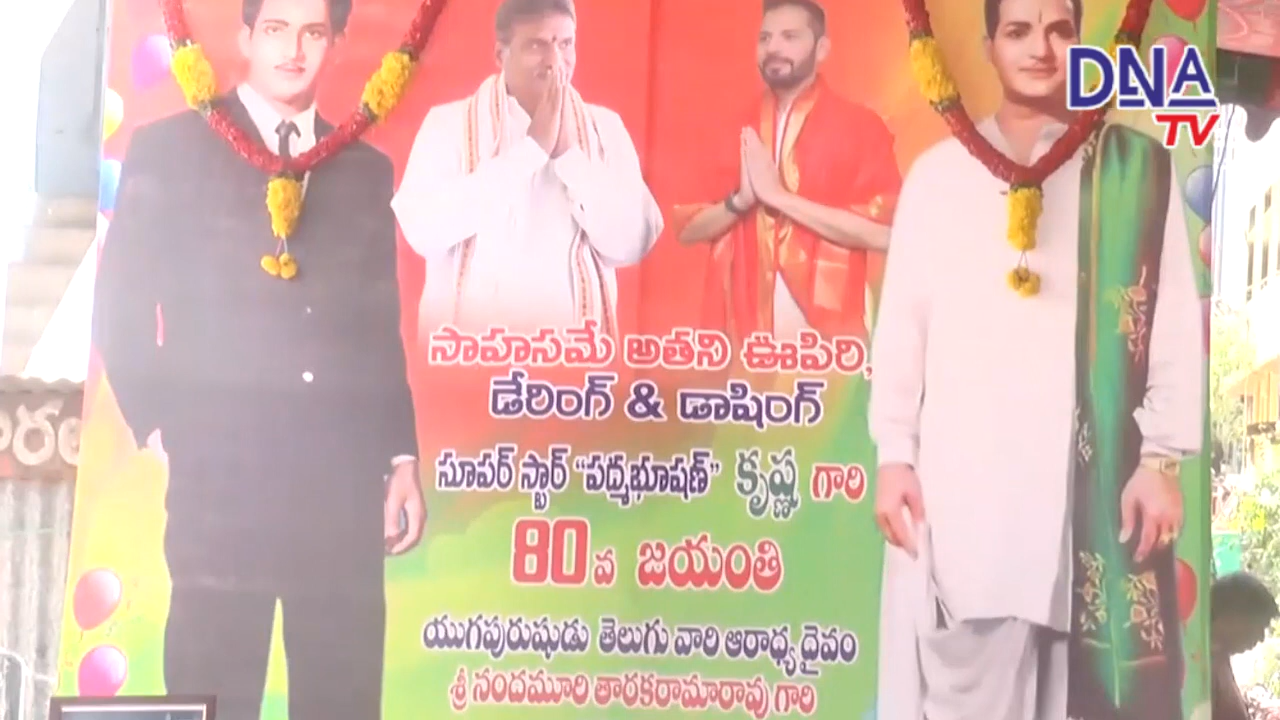 DNA
TV
సాహసమే అతని ఊపిరి,
డేరింగ్ & డాషింగ్
సూపర్ స్టార్ "పద్మభూషణ్" కృష్ణ గారి
80వ జయంతి
యుగపురుషుడు తెలుగు వారి ఆరాధ్య దైవం
శ్రీ నందమూరి తారకరామారావు గారి